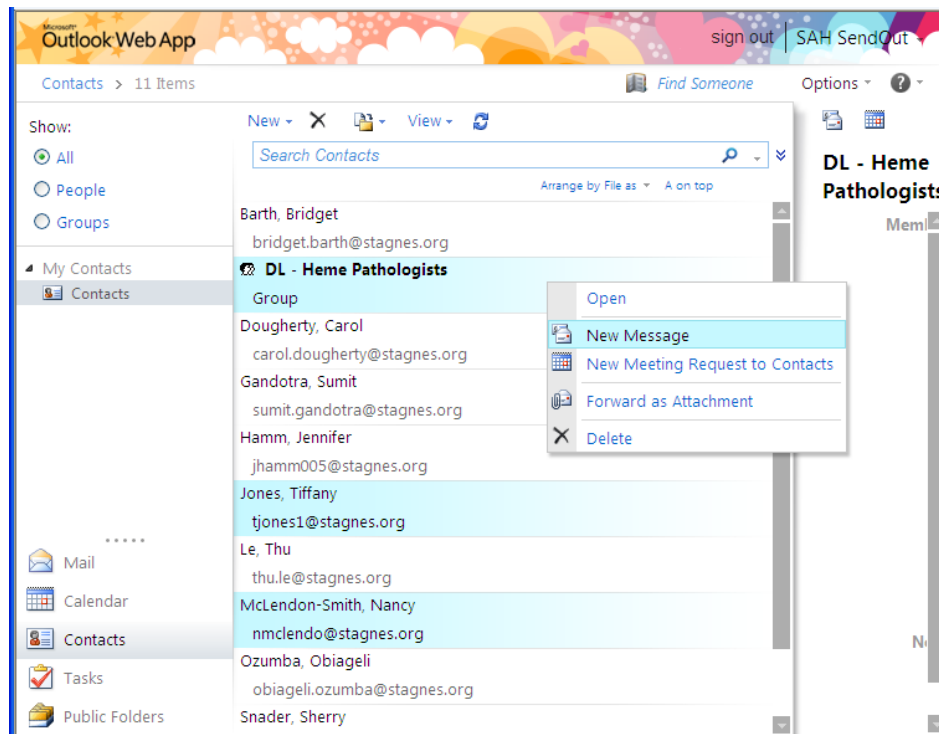 Microsoft
Outlook Web App
sign out | SAH SendOut
Contacts > 11 Items
Find Someone
Options
?
Show:
All
People
Groups
My Contacts
Contacts
Mail
Calendar
Contacts
Tasks
Public Folders
New
View
Search Contacts
Arrange by File as A on top
Barth, Bridget
bridget.barth@stagnes.org
DL - Heme Pathologists
Group
Dougherty, Carol
carol.dougherty@stagnes.org
Gandotra, Sumit
sumit.gandotra@stagnes.org
Hamm, Jennifer
jhamm005@stagnes.org
Jones, Tiffany
tjones1@stagnes.org
Le, Thu
thu.le@stagnes.org
McLendon-Smith, Nancy
nmclendo@stagnes.org
Ozumba, Obiageli
obiageli.ozumba@stagnes.org
Snader, Sherry
Open
New Message
New Meeting Request to Contacts
Forward as Attachment
Delete
DL - Heme
Pathologists